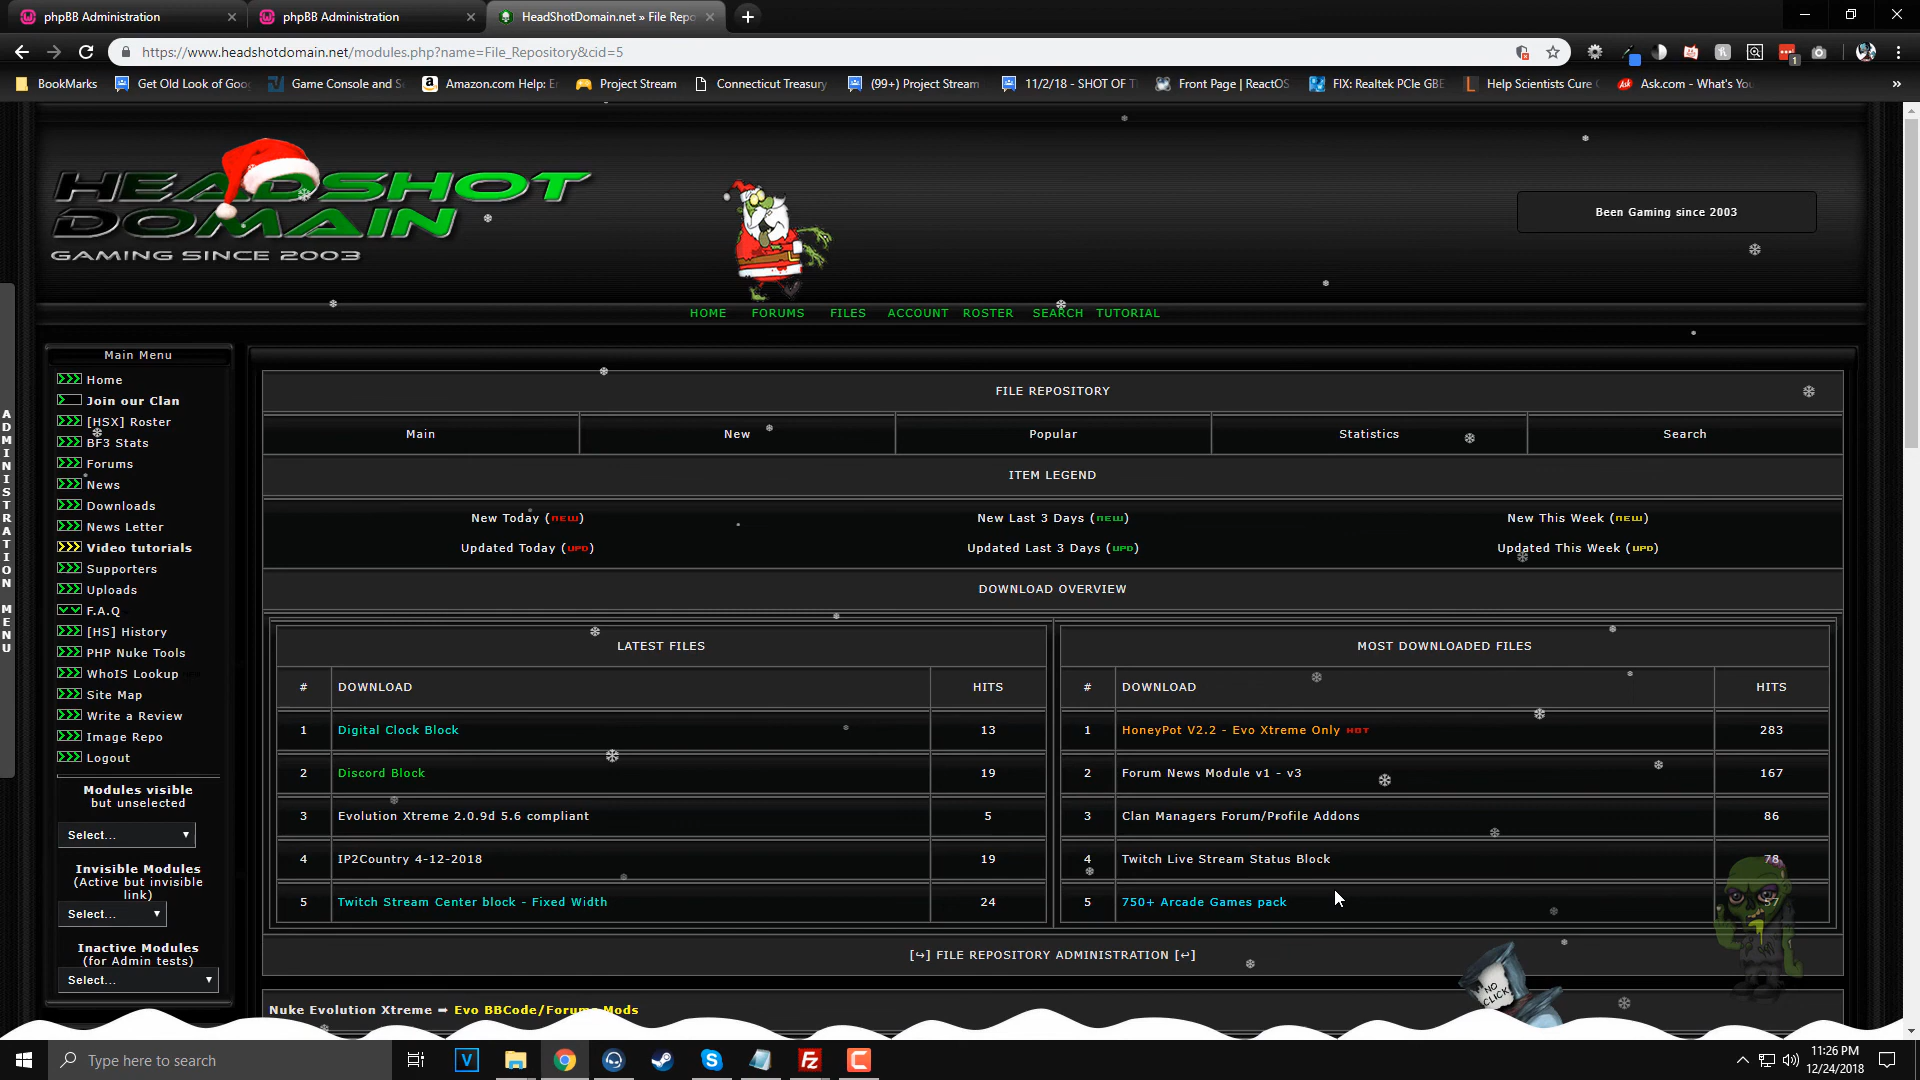 phpBB Administration
phpBB Administration
HeadShotDomain.net » File Repo
https://www.headshotdomain.net/modules.php?name=File_Repository&cid=5
1
BookMarks
Get Old Look of Goo
Game Console and S
Amazon.com Help: E
Project Stream
Connecticut Treasury
(99+) Project Stream
11/2/18 - SHOT OF T
Front Page | ReactOS
FIX: Realtek PCIe GBE
Help Scientists Cure
Ask.com - What's Yo
HEADSHOT
DOMAIN
GAMING SINCE 2003
Been Gaming since 2003
HOME FORUMS FILES ACCOUNT ROSTER SEARCH TUTORIAL
ADMINISTRATION MENU
Main Menu
Home
Join our Clan
[HSX] Roster
BF3 Stats
Forums
News
Downloads
News Letter
Video tutorials
Supporters
Uploads
F.A.Q
[HS] History
PHP Nuke Tools
WhoIS Lookup
Site Map
Write a Review
Image Repo
Logout
Modules visible
but unselected
Select...
Invisible Modules
(Active but invisible
link)
Select...
Inactive Modules
(for Admin tests)
Select...
FILE REPOSITORY
Main New Popular Statistics Search
ITEM LEGEND
New Today (NEW) New Last 3 Days (NEW) New This Week (NEW)
Updated Today (UPD) Updated Last 3 Days (UPD) Updated This Week (UPD)
DOWNLOAD OVERVIEW
LATEST FILES
# DOWNLOAD HITS
1 Digital Clock Block 13
2 Discord Block 19
3 Evolution Xtreme 2.0.9d 5.6 compliant 5
4 IP2Country 4-12-2018 19
5 Twitch Stream Center block - Fixed Width 24
MOST DOWNLOADED FILES
# DOWNLOAD HITS
1 HoneyPot V2.2 - Evo Xtreme Only HOT 283
2 Forum News Module v1 - v3 167
3 Clan Managers Forum/Profile Addons 86
4 Twitch Live Stream Status Block 78
5 750+ Arcade Games pack 57
[↪] FILE REPOSITORY ADMINISTRATION [↩]
NO
CLICK
Nuke Evolution Xtreme ➡ Evo BBCode/Forums Mods
Type here to search
11:26 PM
12/24/2018